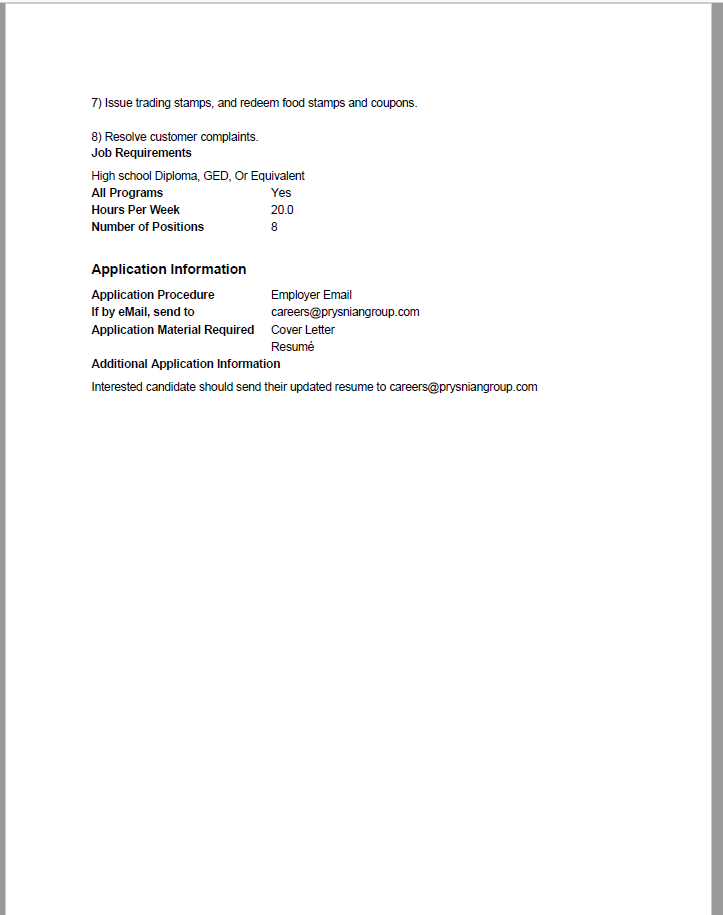 7) Issue trading stamps, and redeem food stamps and coupons.
8) Resolve customer complaints.
Job Requirements
High school Diploma, GED, Or Equivalent
All Programs Yes
Hours Per Week 20.0
Number of Positions 8
Application Information
Application Procedure Employer Email
If by eMail, send to careers@prysniangroup.com
Application Material Required Cover Letter
Resumé
Additional Application Information
Interested candidate should send their updated resume to careers@prysniangroup.com